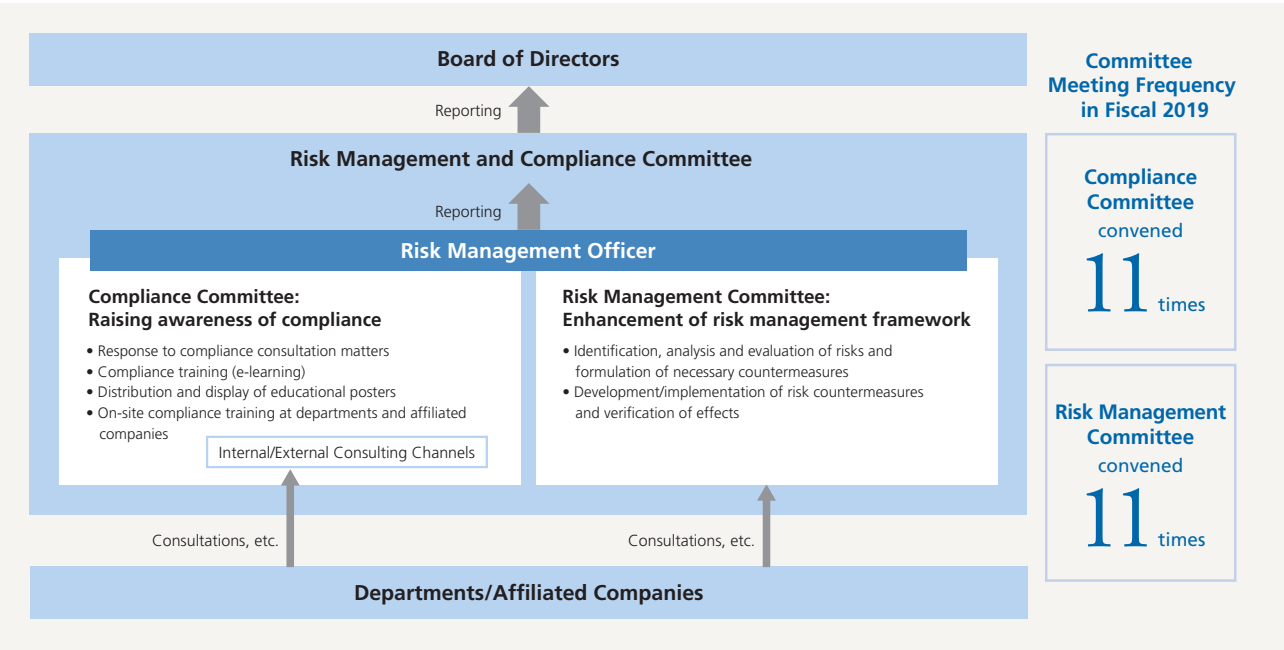 Board of Directors
Reporting
Risk Management and Compliance Committee
Reporting
Risk Management Officer
Compliance Committee:
Raising awareness of compliance
• Response to compliance consultation matters
• Compliance training (e-learning)
• Distribution and display of educational posters
• On-site compliance training at departments and affiliated
companies
Internal/External Consulting Channels
Risk Management Committee:
Enhancement of risk management framework
• Identification, analysis and evaluation of risks and
formulation of necessary countermeasures
• Development/implementation of risk countermeasures
and verification of effects
Consultations, etc.
Consultations, etc.
Departments/Affiliated Companies
Committee
Meeting Frequency
in Fiscal 2019
Compliance
Committee
convened
11 times
Risk Management
Committee
convened
11 times